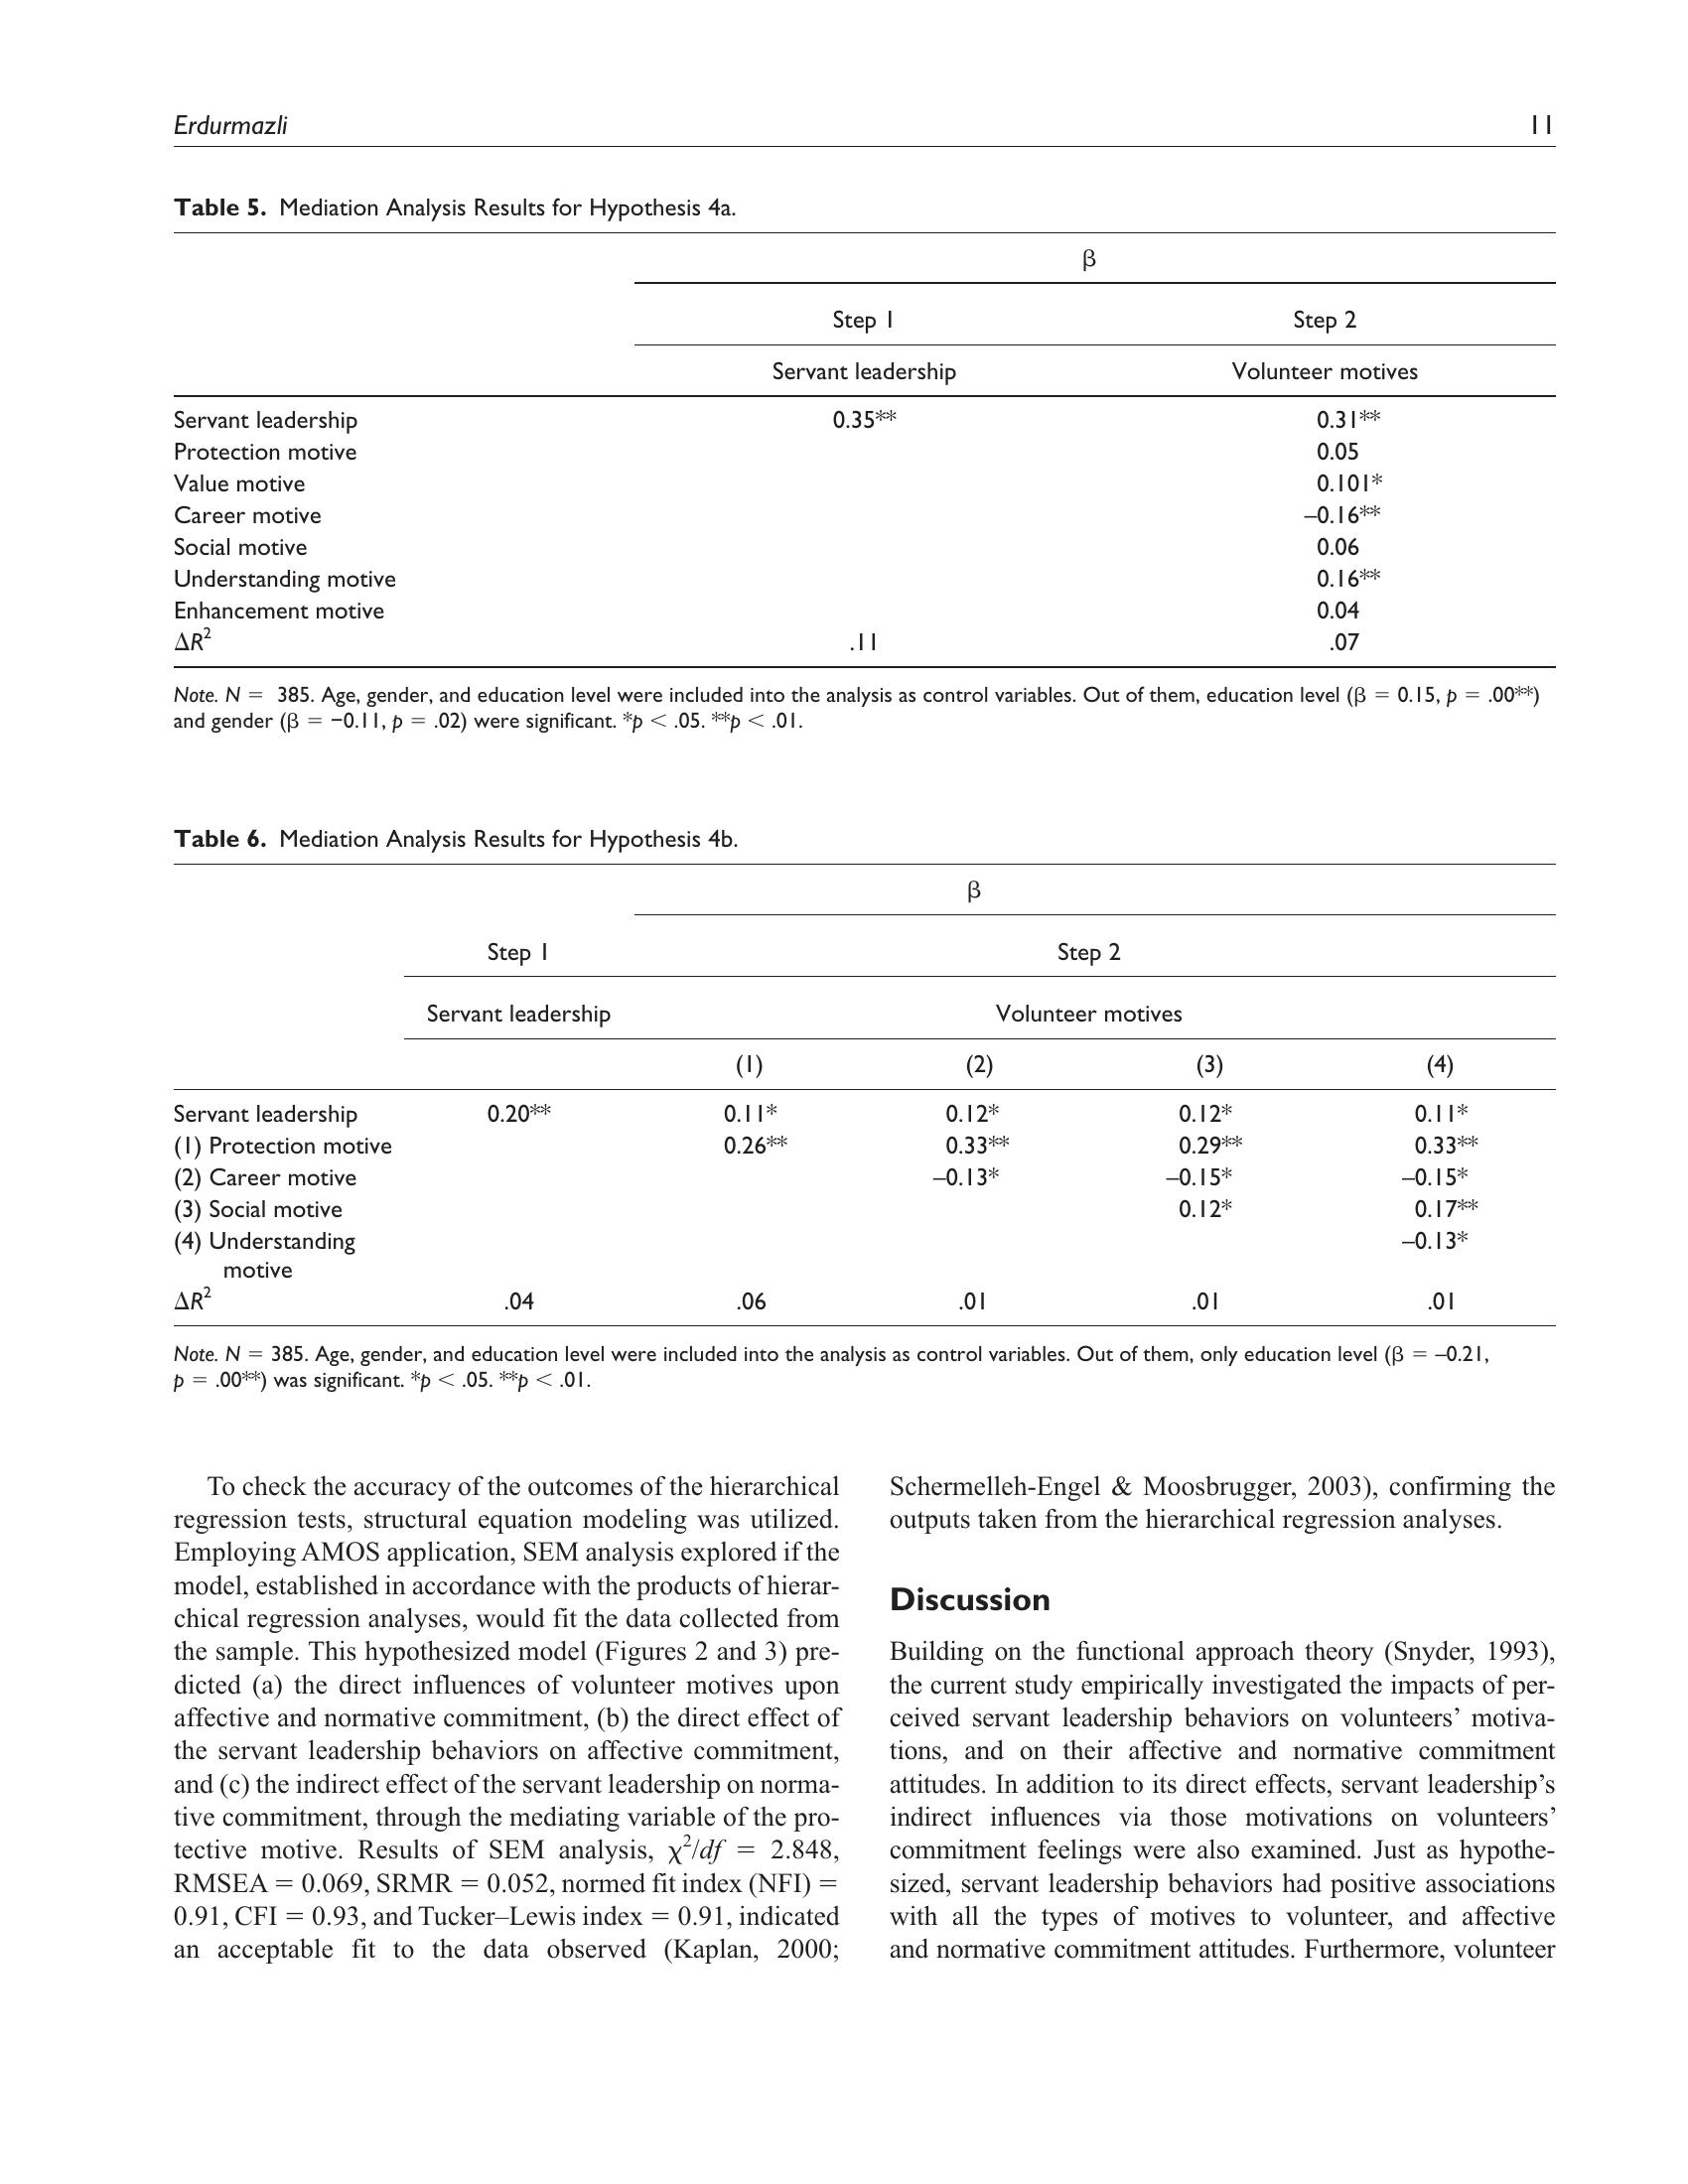 Erdurmazli 11
Table 5. Mediation Analysis Results for Hypothesis 4a.
β
Step 1 Step 2
Servant leadership Volunteer motives
Servant leadership 0.35** 0.31**
Protection motive 0.05
Value motive 0.101*
Career motive –0.16**
Social motive 0.06
Understanding motive 0.16**
Enhancement motive 0.04
ΔR² .11 .07
Note. N = 385. Age, gender, and education level were included into the analysis as control variables. Out of them, education level (β = 0.15, p = .00**)
and gender (β = −0.11, p = .02) were significant. *p < .05. **p < .01.
Table 6. Mediation Analysis Results for Hypothesis 4b.
β
Step 1 Step 2
Servant leadership Volunteer motives
(1) (2) (3) (4)
Servant leadership 0.20** 0.11* 0.12* 0.12* 0.11*
(1) Protection motive 0.26** 0.33** 0.29** 0.33**
(2) Career motive –0.13* –0.15* –0.15*
(3) Social motive 0.12* 0.17**
(4) Understanding –0.13*
motive
ΔR² .04 .06 .01 .01 .01
Note. N = 385. Age, gender, and education level were included into the analysis as control variables. Out of them, only education level (β = –0.21,
p = .00**) was significant. *p < .05. **p < .01.
To check the accuracy of the outcomes of the hierarchical
regression tests, structural equation modeling was utilized.
Employing AMOS application, SEM analysis explored if the
model, established in accordance with the products of hierar-
chical regression analyses, would fit the data collected from
the sample. This hypothesized model (Figures 2 and 3) pre-
dicted (a) the direct influences of volunteer motives upon
affective and normative commitment, (b) the direct effect of
the servant leadership behaviors on affective commitment,
and (c) the indirect effect of the servant leadership on norma-
tive commitment, through the mediating variable of the pro-
tective motive. Results of SEM analysis, χ²/df = 2.848,
RMSEA = 0.069, SRMR = 0.052, normed fit index (NFI) =
0.91, CFI = 0.93, and Tucker–Lewis index = 0.91, indicated
an acceptable fit to the data observed (Kaplan, 2000;
Schermelleh-Engel & Moosbrugger, 2003), confirming the
outputs taken from the hierarchical regression analyses.
Discussion
Building on the functional approach theory (Snyder, 1993),
the current study empirically investigated the impacts of per-
ceived servant leadership behaviors on volunteers’ motiva-
tions, and on their affective and normative commitment
attitudes. In addition to its direct effects, servant leadership’s
indirect influences via those motivations on volunteers’
commitment feelings were also examined. Just as hypothe-
sized, servant leadership behaviors had positive associations
with all the types of motives to volunteer, and affective
and normative commitment attitudes. Furthermore, volunteer